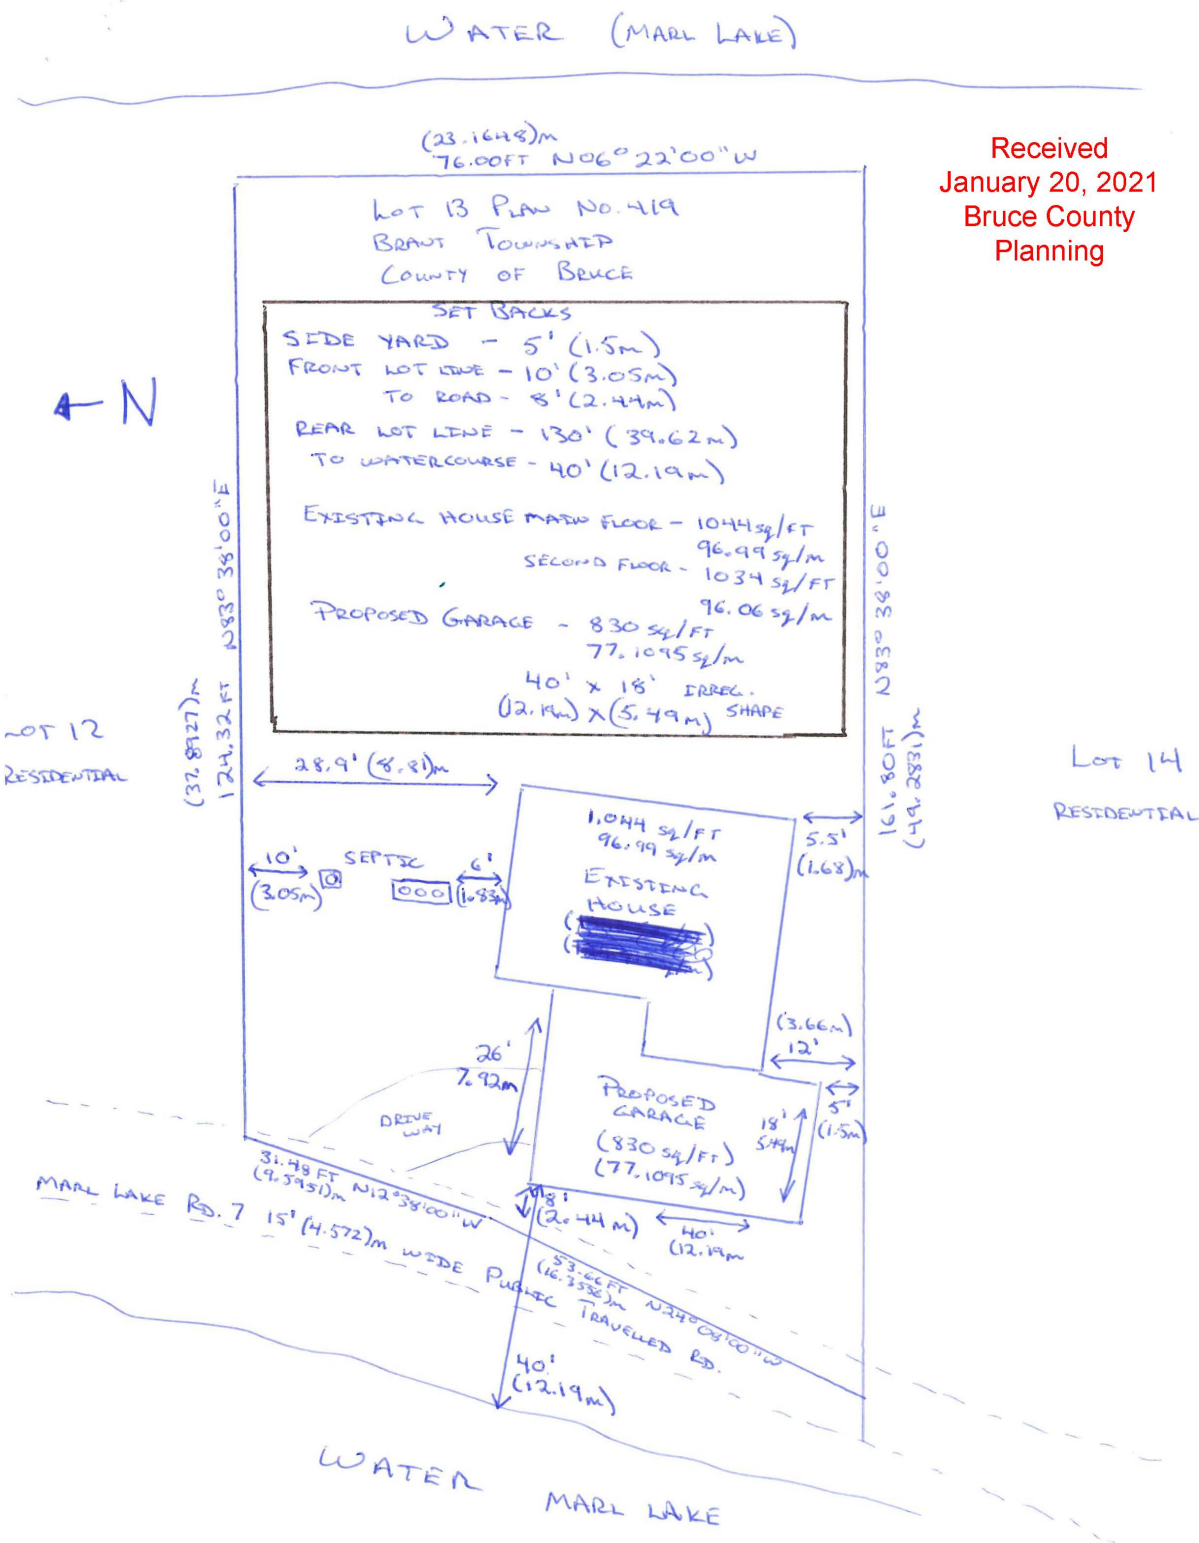 WATER (MARL LAKE)
(23.1648)m
76.00FT N06° 22'00"W
Received
January 20, 2021
Bruce County
Planning
LOT 13 PLAN NO. 419
BRANT TOWNSHIP
COUNTY OF BRUCE
SET BACKS
SIDE YARD - 5' (1.5m)
FRONT LOT LINE - 10' (3.05m)
TO ROAD - 8' (2.44m)
REAR LOT LINE - 130' (39.62m)
TO WATERCOURSE - 40' (12.19m)
EXISTING HOUSE MAIN FLOOR - 1044 sq/FT
96.99 sq/m
SECOND FLOOR - 1034 sq/FT
96.06 sq/m
PROPOSED GARAGE - 830 sq/FT
77.1095 sq/m
40' x 18' IRREG.
(12.19m) x (5.49m) SHAPE
← N
124.32 FT N83° 38'00"E
(37.8927)m
161.80FT N83° 38'00"E
(49.2831)m
LOT 12
RESIDENTIAL
LOT 14
RESIDENTIAL
28.9' (8.81)m
1,044 sq/FT
96.99 sq/m
EXISTING
HOUSE
5.5'
(1.68)m
10'
(3.05m)
SEPTIC
6'
(1.83m)
(3.66m)
12'
26'
7.92m
PROPOSED
GARAGE
(830 sq/FT)
(77.1095 sq/m)
18'
5.49m
5'
(1.5m)
DRIVE
WAY
31.48 FT N12°38'00"W
(9.5951)m
8'
(2.44m)
40'
(12.19m
53.66FT N24°08'00"W
MARL LAKE RD. 7 15' (4.572)m WIDE PUBLIC TRAVELLED RD.
40'
(12.19m)
WATER
MARL LAKE